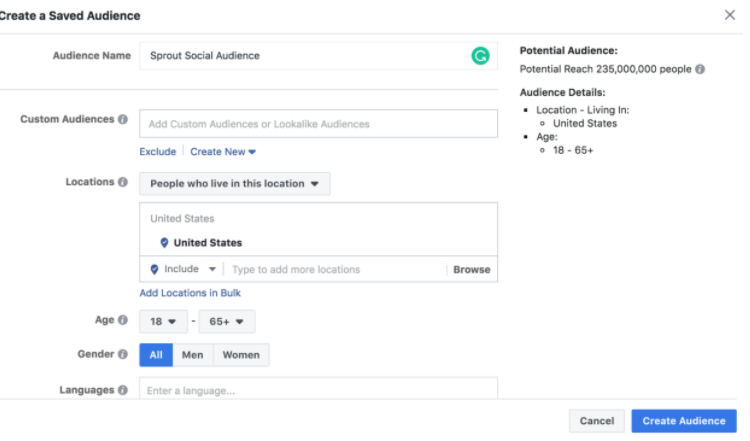 Create a Saved Audience
Audience Name
Sprout Social Audience
Custom Audiences
Add Custom Audiences or Lookalike Audiences
Exclude | Create New
Locations
People who live in this location
United States
United States
Include
Type to add more locations
Browse
Add Locations in Bulk
Age
18 - 65+
Gender
All Men Women
Languages
Enter a language...
Potential Audience:
Potential Reach 235,000,000 people
Audience Details:
Location - Living In:
United States
Age:
18 - 65+
Cancel
Create Audience